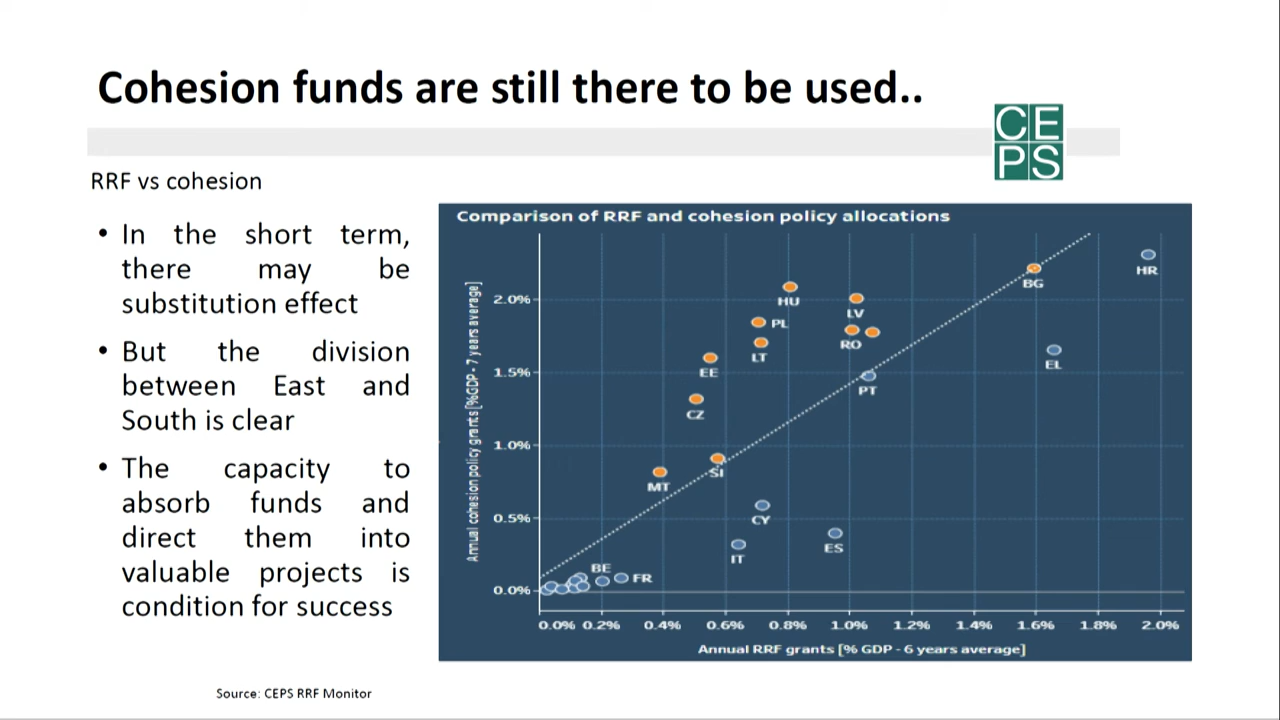 Cohesion funds are still there to be used..
CE
PS
RRF vs cohesion
• In the short term,
there may be
substitution effect
• But the division
between East and
South is clear
• The capacity to
absorb funds and
direct them into
valuable projects is
condition for success
Comparison of RRF and cohesion policy allocations
Annual cohesion policy grants [%GDP - 7 years average]
2.0%
1.5%
1.0%
0.5%
0.0%
HR
BG
HU
LV
PL
RO
LT
EL
EE
PT
CZ
SI
MT
CY
ES
IT
BE
FR
0.0% 0.2% 0.4% 0.6% 0.8% 1.0% 1.2% 1.4% 1.6% 1.8% 2.0%
Annual RRF grants [% GDP - 6 years average]
Source: CEPS RRF Monitor